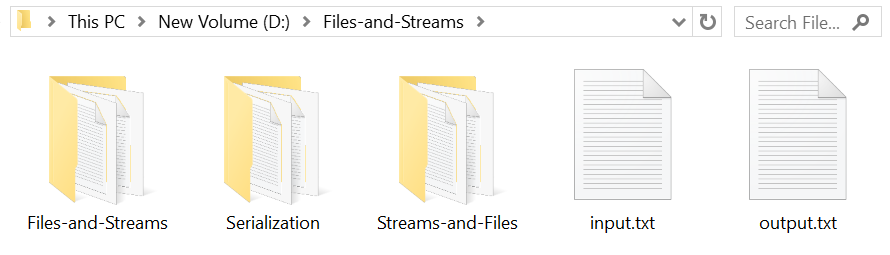 This PC > New Volume (D:) > Files-and-Streams >
Search File...
Files-and-Streams
Serialization
Streams-and-Files
input.txt
output.txt